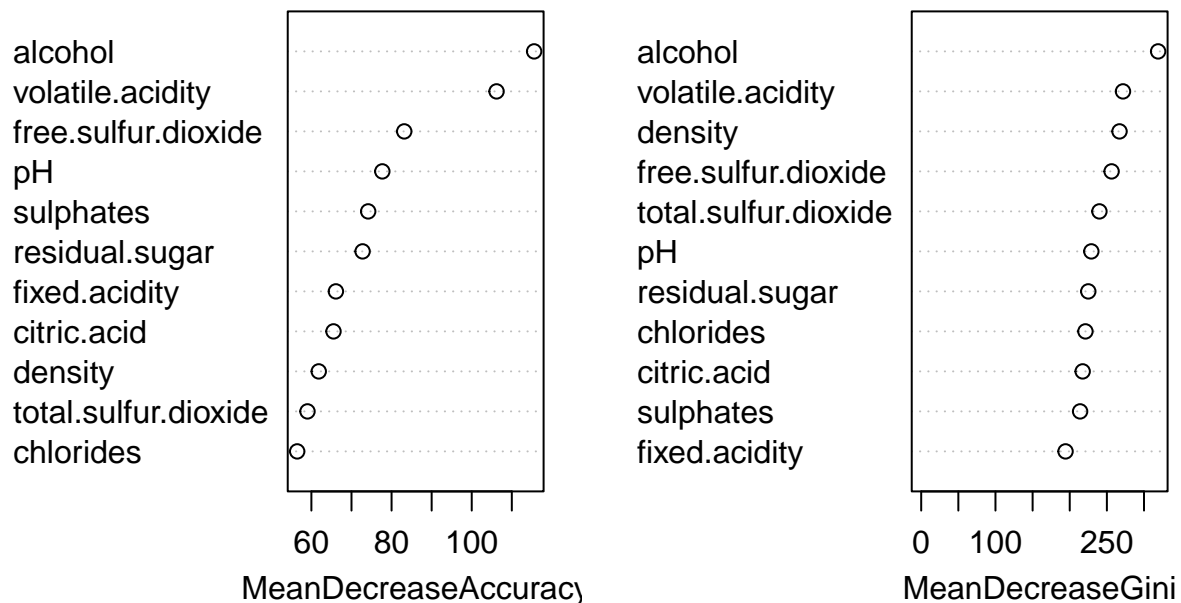 alcohol
volatile.acidity
free.sulfur.dioxide
pH
sulphates
residual.sugar
fixed.acidity
citric.acid
density
total.sulfur.dioxide
chlorides
60 80 100
MeanDecreaseAccuracy
alcohol
volatile.acidity
density
free.sulfur.dioxide
total.sulfur.dioxide
pH
residual.sugar
chlorides
citric.acid
sulphates
fixed.acidity
0 100 250
MeanDecreaseGini